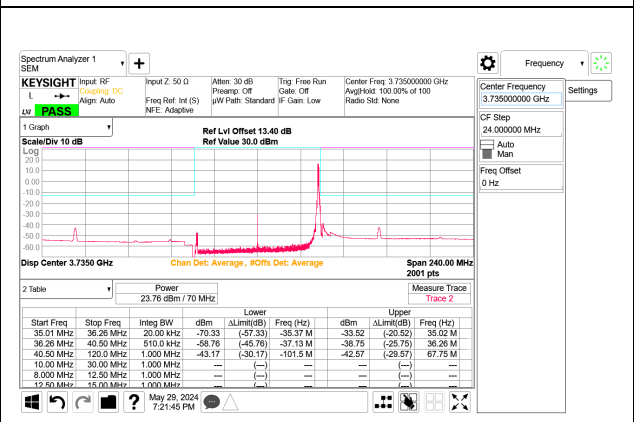 Spectrum Analyzer 1
SEM
Frequency
KEYSIGHT
Input: RF
Coupling: DC
Align: Auto
Input Z: 50 Ω
Freq Ref: Int (S)
NFE: Adaptive
Atten: 30 dB
Preamp: Off
µW Path: Standard
Trig: Free Run
Gate: Off
IF Gain: Low
Center Freq: 3.735000000 GHz
Avg|Hold: 100.00% of 100
Radio Std: None
L
LXI PASS
Center Frequency
3.735000000 GHz
Settings
CF Step
24.000000 MHz
Auto
Man
Freq Offset
0 Hz
1 Graph
Ref Lvl Offset 13.40 dB
Scale/Div 10 dB
Ref Value 30.0 dBm
Log
20.0
10.0
0.00
-10.0
-20.0
-30.0
-40.0
-50.0
-60.0
Disp Center 3.7350 GHz
Chan Det: Average, #Offs Det: Average
Span 240.00 MHz
2001 pts
2 Table
Power
23.76 dBm / 70 MHz
Measure Trace
Trace 2
Lower Upper
Start Freq Stop Freq Integ BW dBm ΔLimit(dB) Freq (Hz) dBm ΔLimit(dB) Freq (Hz)
35.01 MHz 36.26 MHz 20.00 kHz -70.33 (-57.33) -35.37 M -33.52 (-20.52) 35.02 M
36.26 MHz 40.50 MHz 510.0 kHz -58.76 (-45.76) -37.13 M -38.75 (-25.75) 36.26 M
40.50 MHz 120.0 MHz 1.000 MHz -43.17 (-30.17) -101.5 M -42.57 (-29.57) 67.75 M
10.00 MHz 30.00 MHz 1.000 MHz --- (---) --- (---)
8.000 MHz 12.50 MHz 1.000 MHz --- (---) --- (---)
12.50 MHz 15.00 MHz 1.000 MHz --- (---) --- (---)
?
May 29, 2024
7:21:45 PM